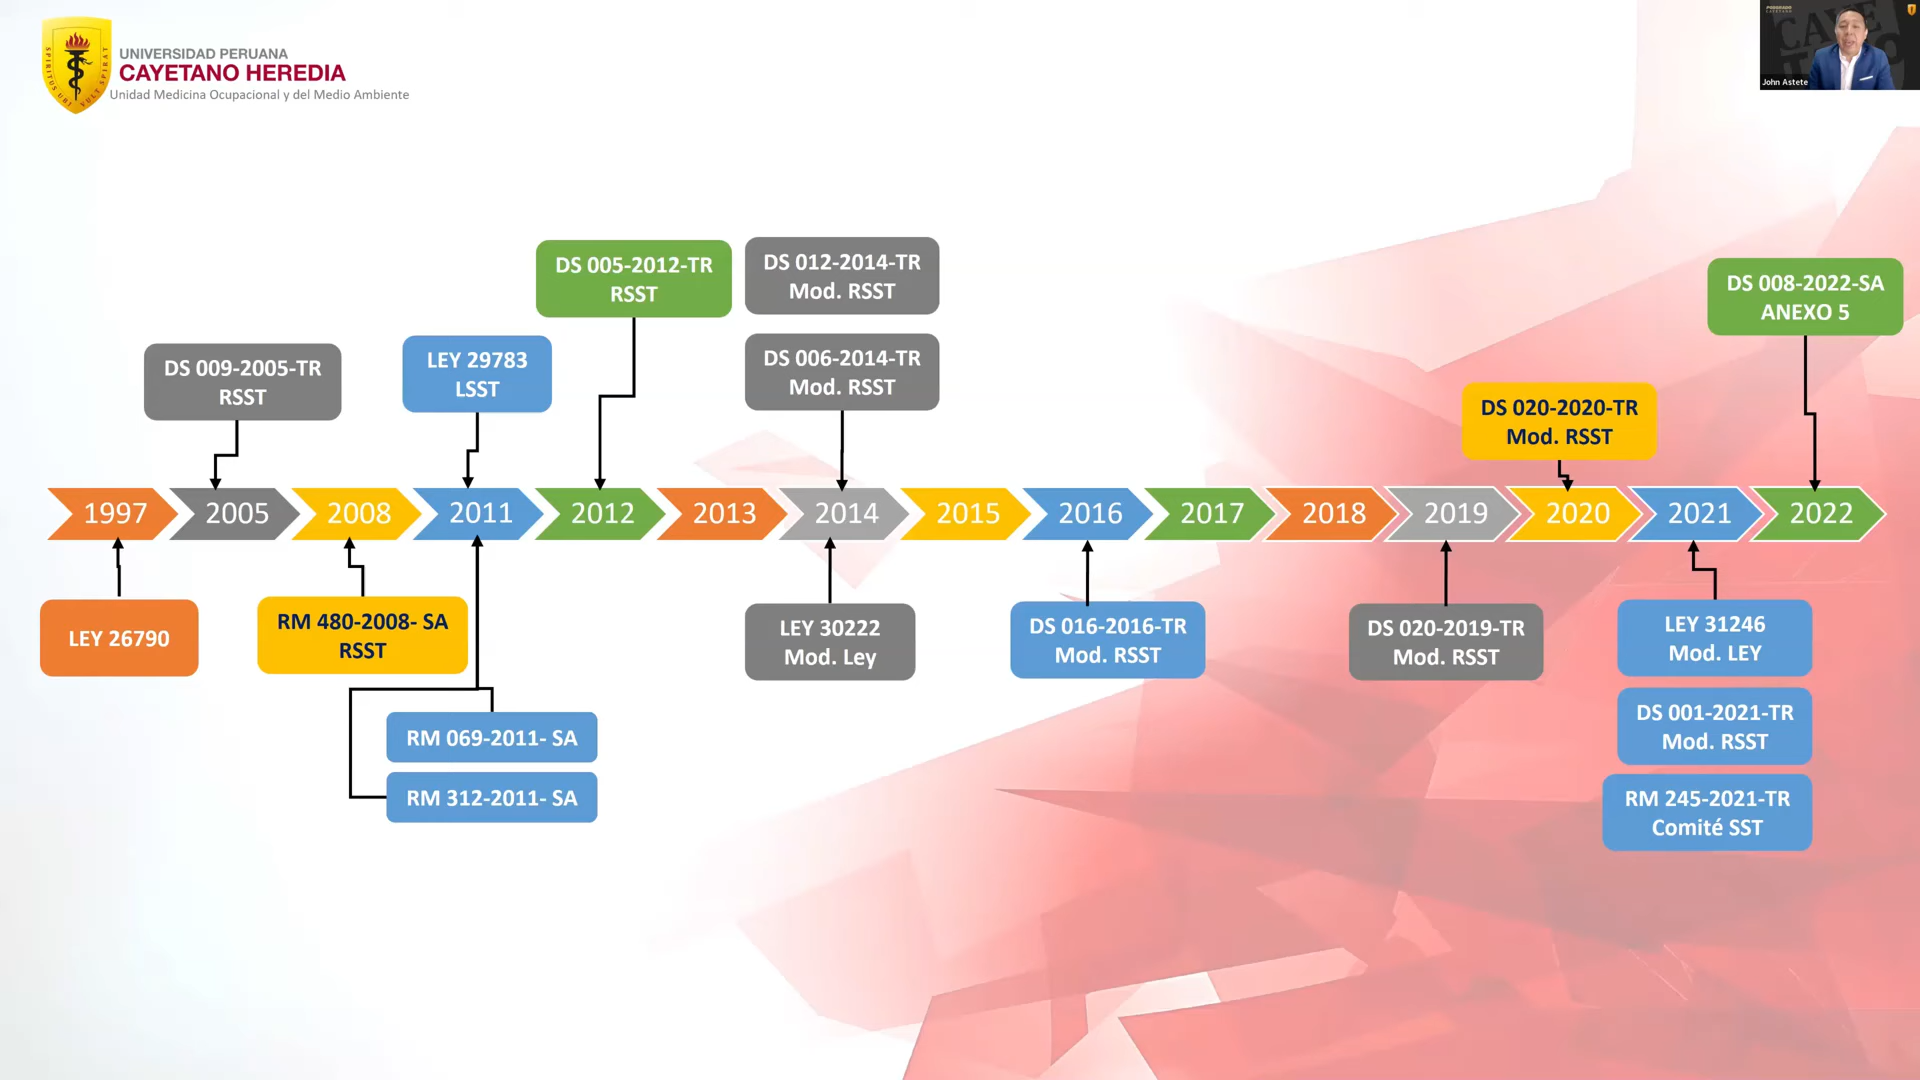 UNIVERSIDAD PERUANA
CAYETANO HEREDIA
Unidad Medicina Ocupacional y del Medio Ambiente
SPIRITUS UBI VULT SPIRAT
John Astete
DS 005-2012-TR
RSST
DS 012-2014-TR
Mod. RSST
DS 008-2022-SA
ANEXO 5
DS 009-2005-TR
RSST
LEY 29783
LSST
DS 006-2014-TR
Mod. RSST
DS 020-2020-TR
Mod. RSST
1997
2005
2008
2011
2012
2013
2014
2015
2016
2017
2018
2019
2020
2021
2022
LEY 26790
RM 480-2008- SA
RSST
LEY 30222
Mod. Ley
DS 016-2016-TR
Mod. RSST
DS 020-2019-TR
Mod. RSST
LEY 31246
Mod. LEY
RM 069-2011- SA
DS 001-2021-TR
Mod. RSST
RM 312-2011- SA
RM 245-2021-TR
Comité SST